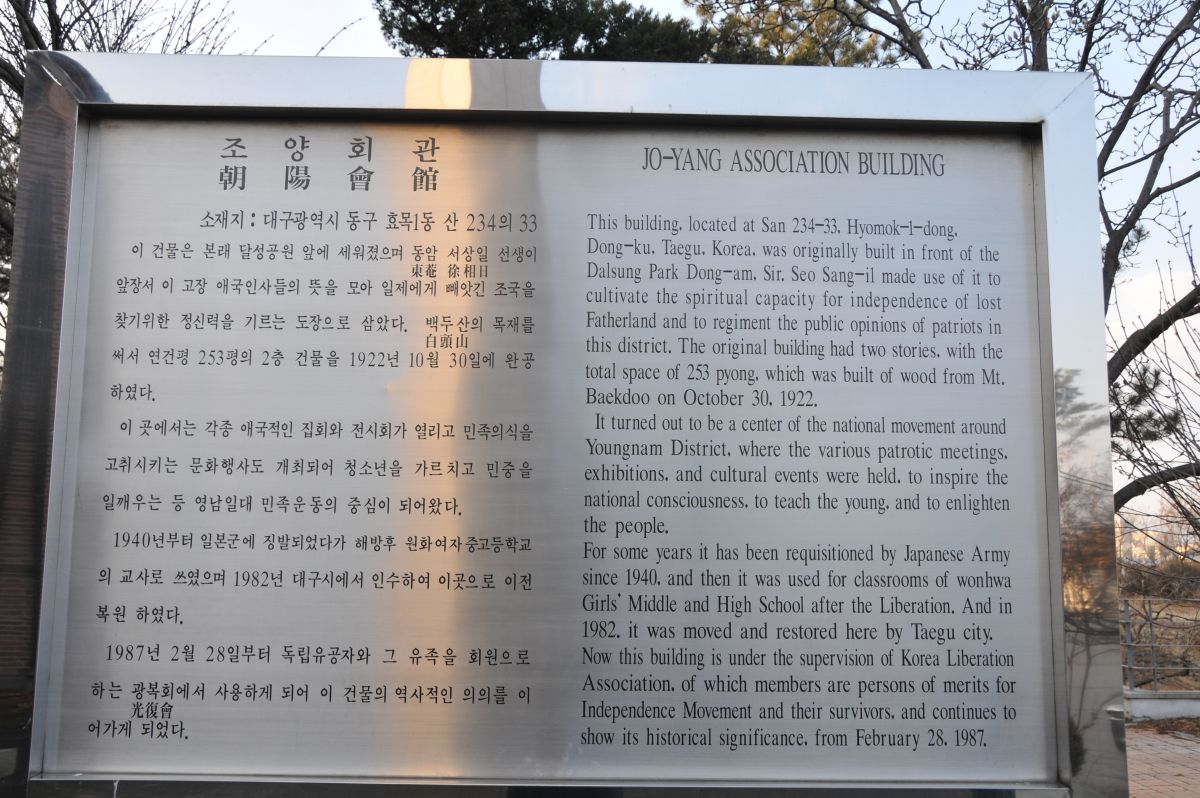 조 양 회 관
朝 陽 會 館
소재지 : 대구광역시 동구 효목1동 산 234의 33
이 건물은 본래 달성공원 앞에 세워졌으며 동암 서상일 선생이
東菴 徐相日
앞장서 이 고장 애국인사들의 뜻을 모아 일제에게 빼앗긴 조국을
찾기위한 정신력을 기르는 도장으로 삼았다. 백두산의 목재를
白頭山
써서 연건평 253평의 2층 건물을 1922년 10월 30일에 완공
하였다.
이 곳에서는 각종 애국적인 집회와 전시회가 열리고 민족의식을
고취시키는 문화행사도 개최되어 청소년을 가르치고 민중을
일깨우는 등 영남일대 민족운동의 중심이 되어왔다.
1940년부터 일본군에 징발되었다가 해방후 원화여자중고등학교
의 교사로 쓰였으며 1982년 대구시에서 인수하여 이곳으로 이전
복원 하였다.
1987년 2월 28일부터 독립유공자와 그 유족을 회원으로
하는 광복회에서 사용하게 되어 이 건물의 역사적인 의의를 이
光復會
어가게 되었다.
JO-YANG ASSOCIATION BUILDING
This building, located at San 234-33, Hyomok-1-dong,
Dong-ku, Taegu, Korea, was originally built in front of the
Dalsung Park Dong-am, Sir, Seo Sang-il made use of it to
cultivate the spiritual capacity for independence of lost
Fatherland and to regiment the public opinions of patriots in
this district. The original building had two stories, with the
total space of 253 pyong, which was built of wood from Mt.
Baekdoo on October 30, 1922.
It turned out to be a center of the national movement around
Youngnam District, where the various patrotic meetings,
exhibitions, and cultural events were held, to inspire the
national consciousness, to teach the young, and to enlighten
the people.
For some years it has been requisitioned by Japanese Army
since 1940, and then it was used for classrooms of wonhwa
Girls' Middle and High School after the Liberation. And in
1982, it was moved and restored here by Taegu city.
Now this building is under the supervision of Korea Liberation
Association, of which members are persons of merits for
Independence Movement and their survivors, and continues to
show its historical significance, from February 28, 1987.